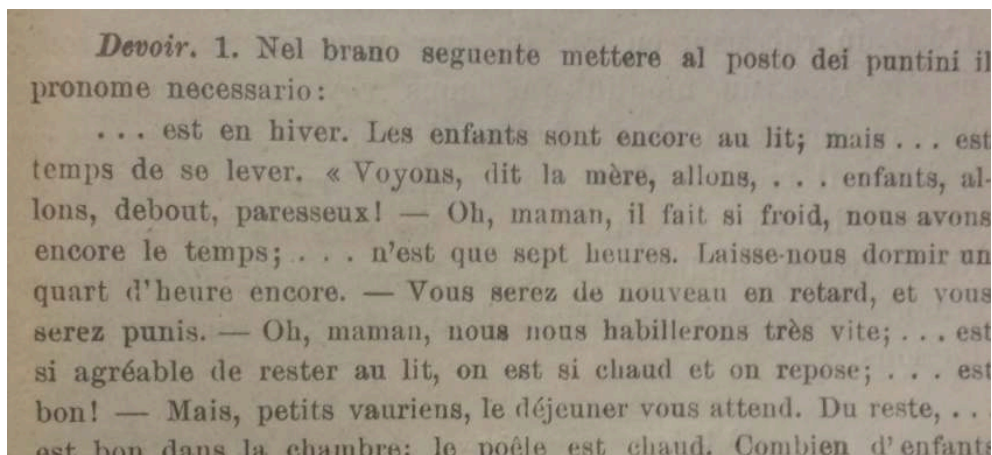 Devoir. 1. Nel brano seguente mettere al posto dei puntini il
pronome necessario:
... est en hiver. Les enfants sont encore au lit; mais ... est
temps de se lever. « Voyons, dit la mère, allons, ... enfants, al-
lons, debout, paresseux! — Oh, maman, il fait si froid, nous avons
encore le temps; ... n'est que sept heures. Laisse-nous dormir un
quart d'heure encore. — Vous serez de nouveau en retard, et vous
serez punis. — Oh, maman, nous nous habillerons très vite; ... est
si agréable de rester au lit, on est si chaud et on repose; ... est
bon! — Mais, petits vauriens, le déjeuner vous attend. Du reste, ..
est bon dans la chambre; le poêle est chaud. Combien d'enfants